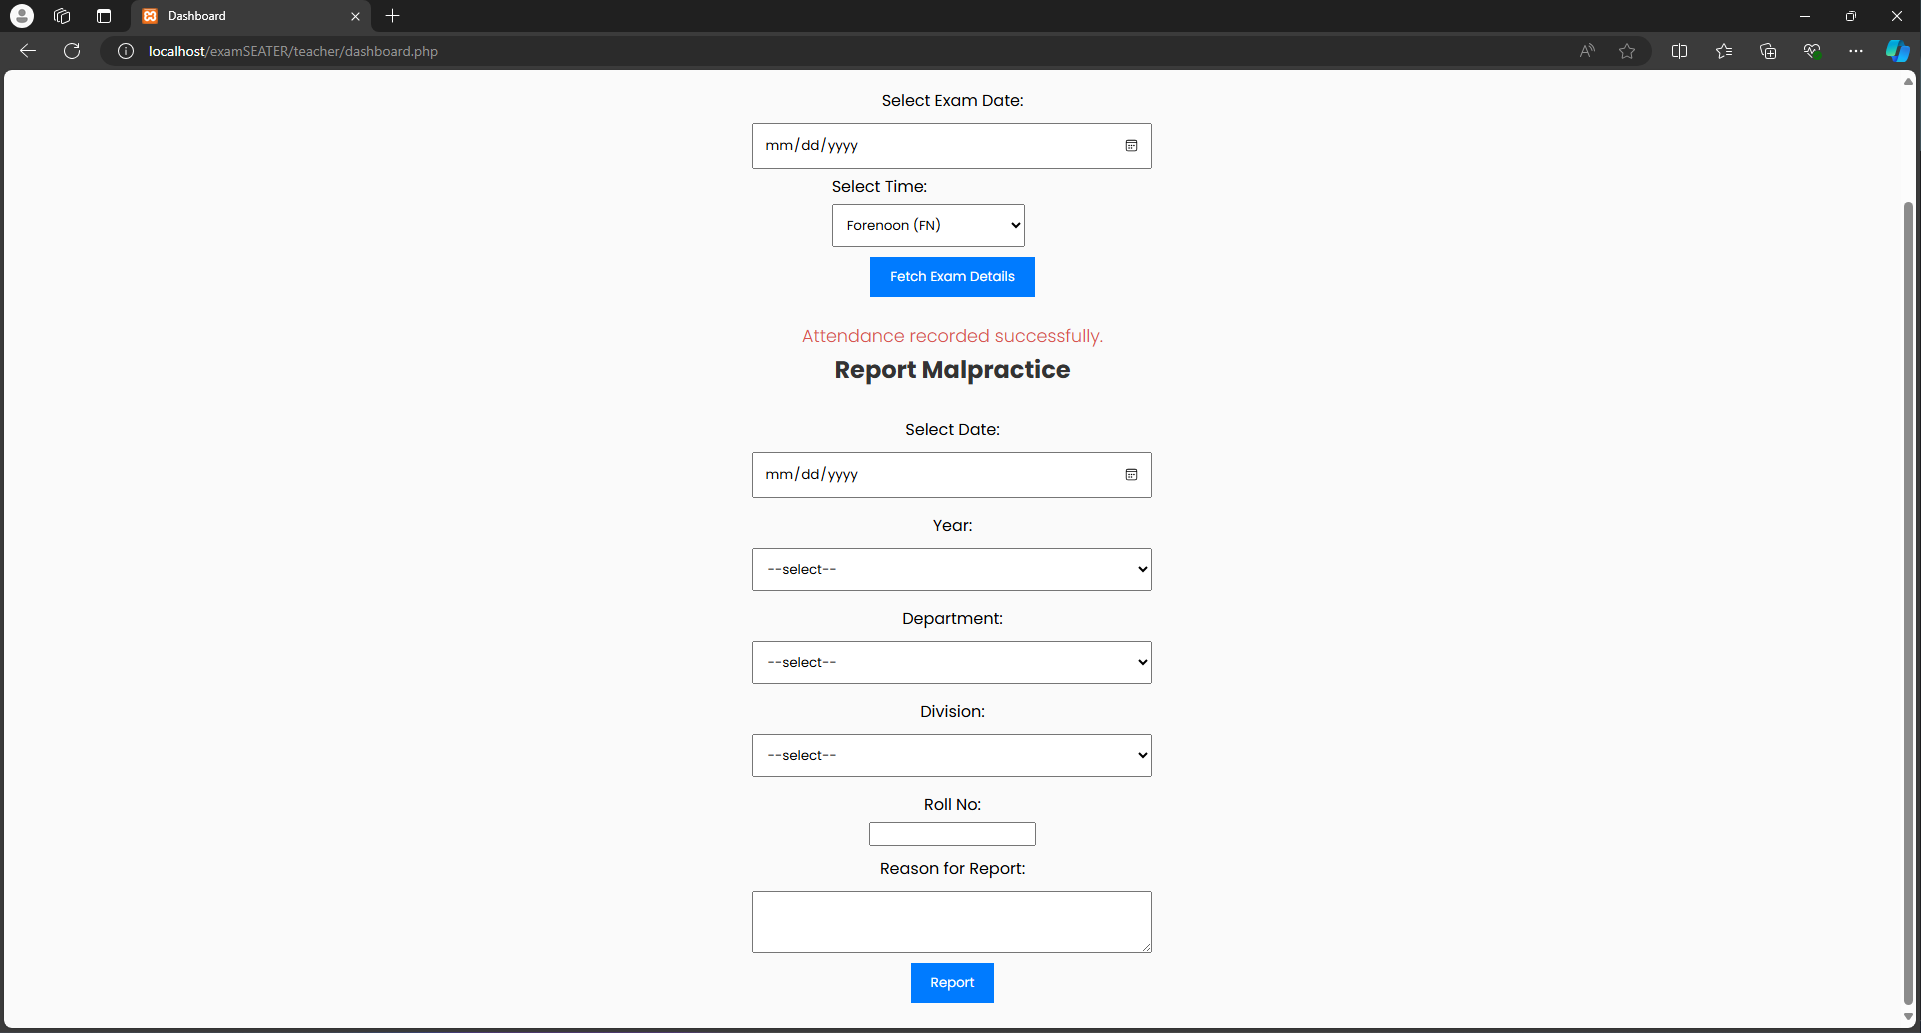 Dashboard
localhost/examSEATER/teacher/dashboard.php
Select Exam Date:
mm/dd/yyyy
Select Time:
Forenoon (FN)
Fetch Exam Details
Attendance recorded successfully.
Report Malpractice
Select Date:
mm/dd/yyyy
Year:
--select--
Department:
--select--
Division:
--select--
Roll No:
Reason for Report:
Report